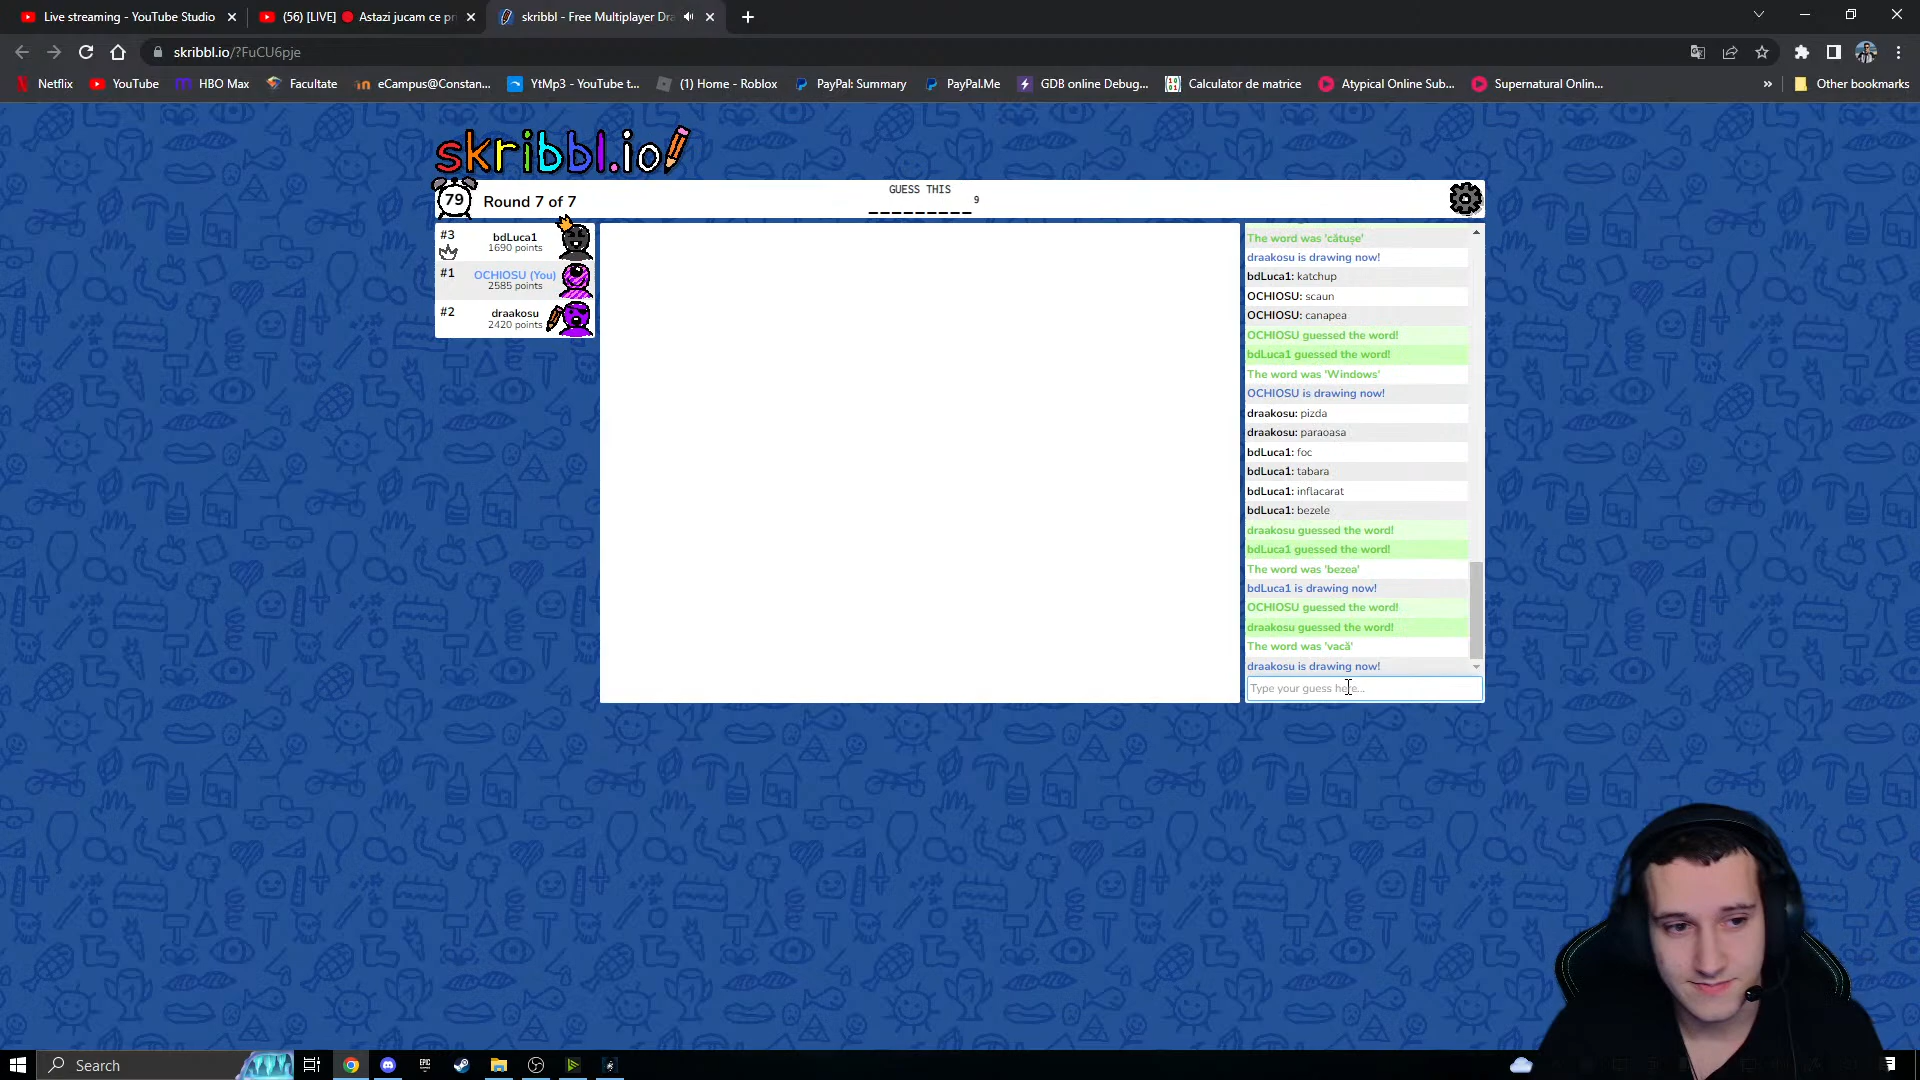 Live streaming - YouTube Studio
(56) [LIVE] 🔴 Astazi jucam ce pri
skribbl - Free Multiplayer Dra
skribbl.io/?FuCU6pje
Netflix
YouTube
HBO Max
Facultate
eCampus@Constan...
YtMp3 - YouTube t...
(1) Home - Roblox
PayPal: Summary
PayPal.Me
GDB online Debug...
Calculator de matrice
Atypical Online Sub...
Supernatural Onlin...
»
Other bookmarks
skribbl.io
79
Round 7 of 7
GUESS THIS
_________ 9
#3
bdLuca1
1690 points
#1
OCHIOSU (You)
2585 points
#2
draakosu
2420 points
The word was 'cătușe'
draakosu is drawing now!
bdLuca1: katchup
OCHIOSU: scaun
OCHIOSU: canapea
OCHIOSU guessed the word!
bdLuca1 guessed the word!
The word was 'Windows'
OCHIOSU is drawing now!
draakosu: pizda
draakosu: paraoasa
bdLuca1: foc
bdLuca1: tabara
bdLuca1: inflacarat
bdLuca1: bezele
draakosu guessed the word!
bdLuca1 guessed the word!
The word was 'bezea'
bdLuca1 is drawing now!
OCHIOSU guessed the word!
draakosu guessed the word!
The word was 'vacă'
draakosu is drawing now!
Type your guess here...
Search
EPIC